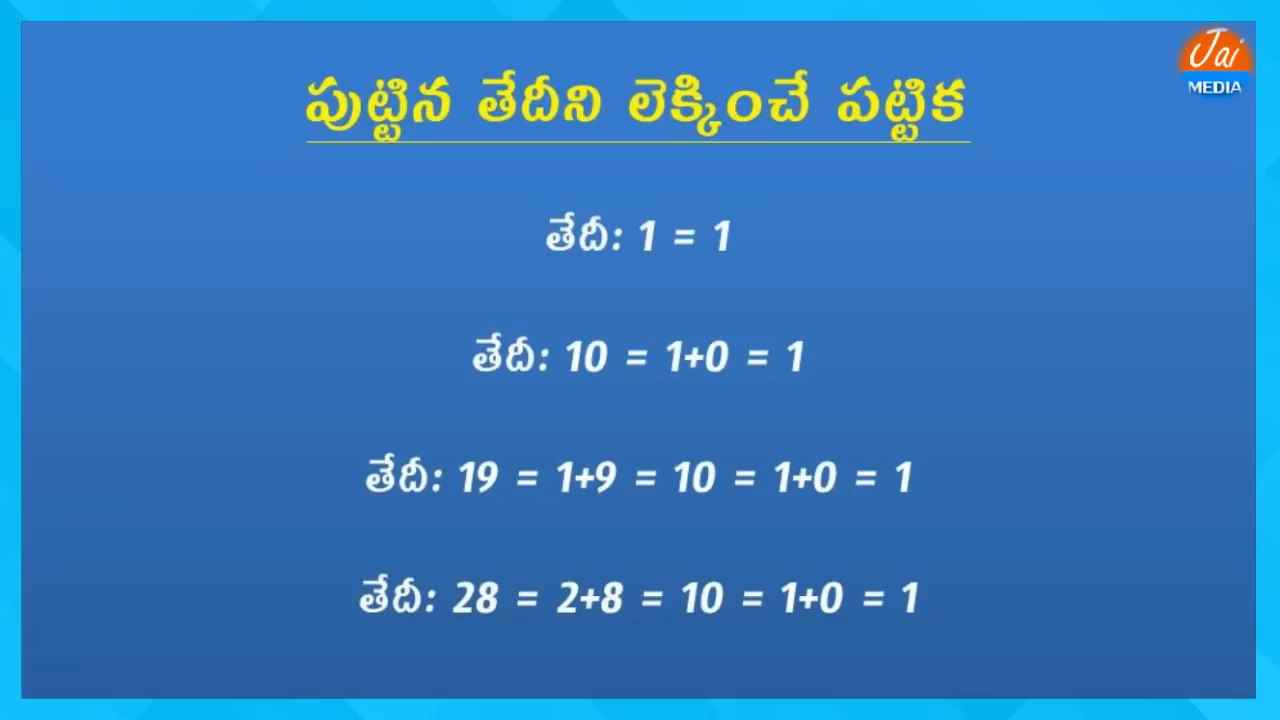 Jai
MEDIA
పుట్టిన తేదీని లెక్కించే పట్టిక
తేదీ: 1 = 1
తేదీ: 10 = 1+0 = 1
తేదీ: 19 = 1+9 = 10 = 1+0 = 1
తేదీ: 28 = 2+8 = 10 = 1+0 = 1